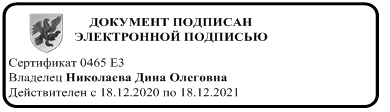 ДОКУМЕНТ ПОДПИСАН
ЭЛЕКТРОННОЙ ПОДПИСЬЮ
Сертификат 0465 E3
Владелец Николаева Дина Олеговна
Действителен с 18.12.2020 по 18.12.2021